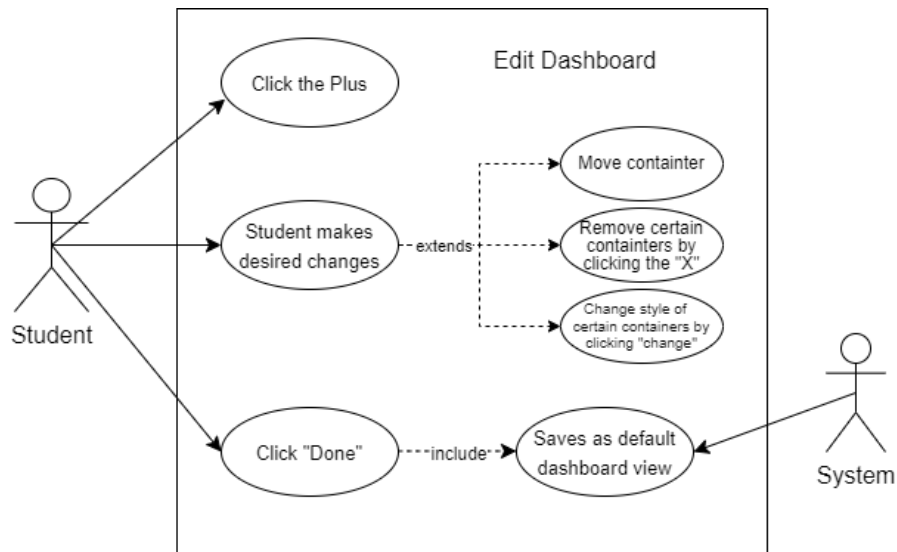 Edit Dashboard
Click the Plus
Move containter
Student makes
desired changes
extends
Remove certain
containters by
clicking the "X"
Change style of
certain containers by
clicking "change"
Student
Click "Done"
include
Saves as default
dashboard view
System